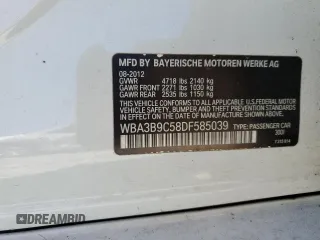 MFD BY BAYERISCHE MOTOREN WERKE AG
08-2012
GVWR 4718 lbs 2140 kg
GAWR FRONT 2271 lbs 1030 kg
GAWR REAR 2535 lbs 1150 kg
THIS VEHICLE CONFORMS TO ALL APPLICABLE FEDERAL
MOTOR VEHICLE SAFETY, BUMPER, AND THEFT
PREVENTION STANDARDS IN EFFECT ON THE DATE OF
MANUFACTURE SHOWN ABOVE.
WBA3B9C58DF585039 TYPE: PASSENGER CAR
DREAMBID